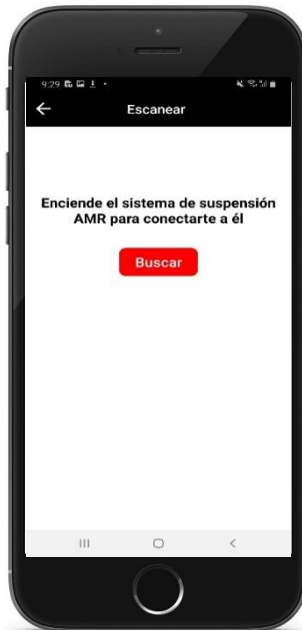 9:29
Escanear
Enciende el sistema de suspensión
AMR para conectarte a él
Buscar